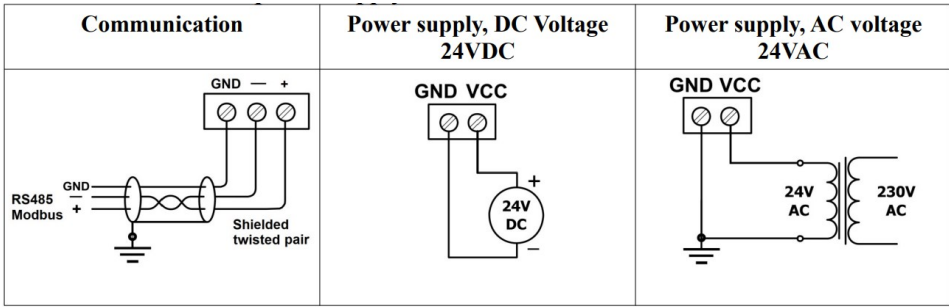 Communication
Power supply, DC Voltage
24VDC
Power supply, AC voltage
24VAC
GND — +
GND
—
+
RS485
Modbus
Shielded
twisted pair
GND VCC
+
24V
DC
—
GND VCC
24V
AC
230V
AC